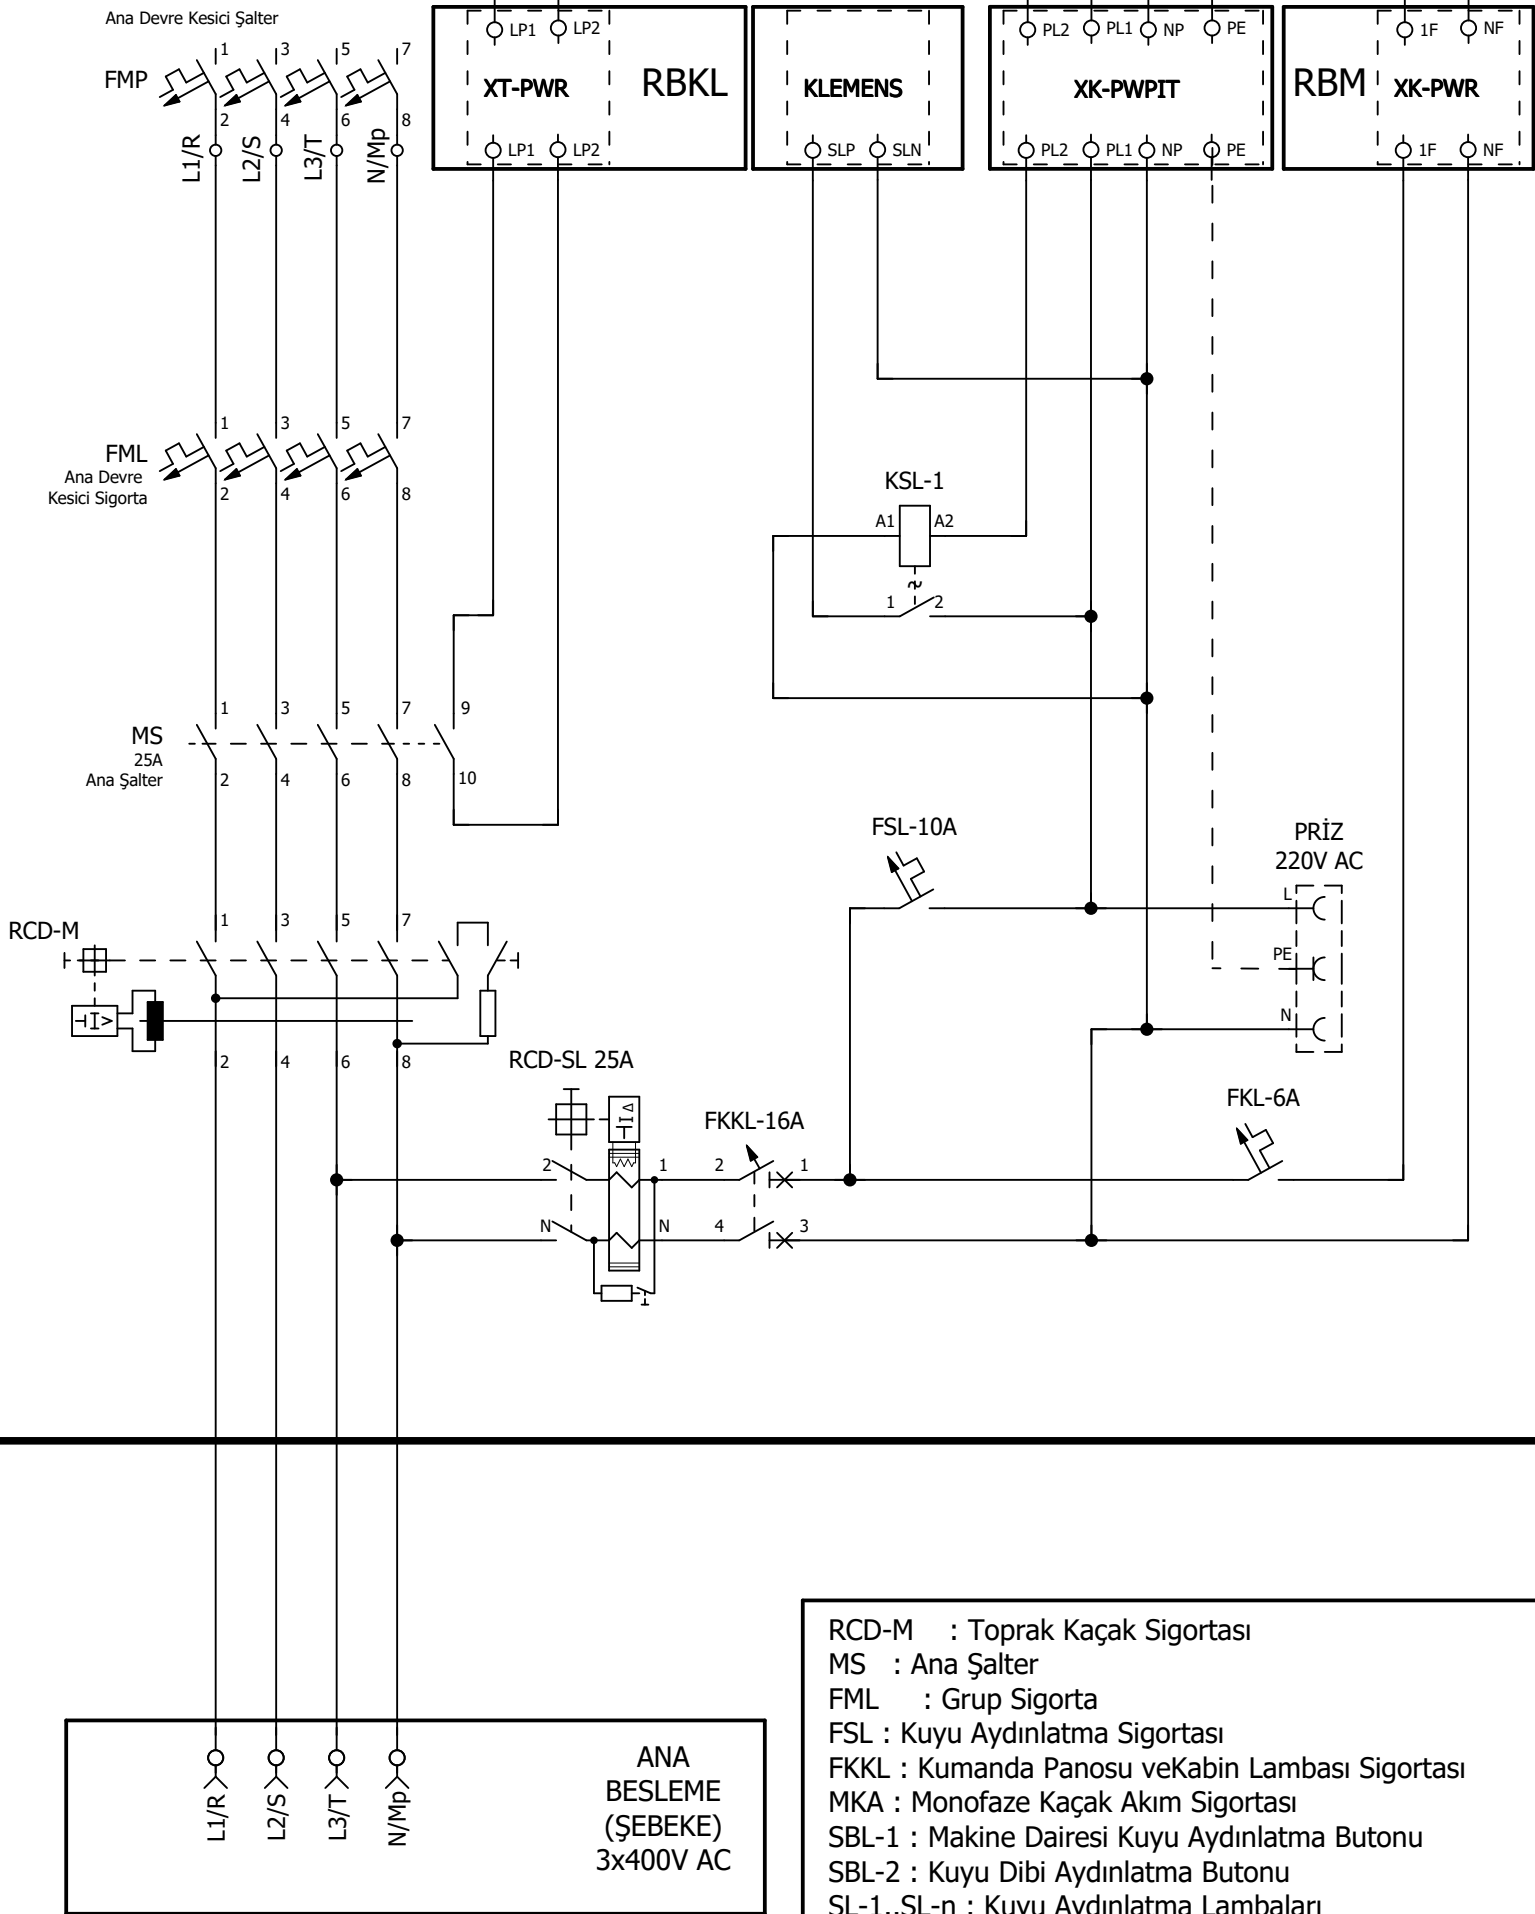 Ana Devre Kesici Şalter
FMP
1 3 5 7
2 4 6 8
L1/R L2/S L3/T N/Mp
LP1 LP2
XT-PWR
RBKL
LP1 LP2
KLEMENS
SLP SLN
PL2 PL1 NP PE
XK-PWPIT
PL2 PL1 NP PE
1F NF
RBM XK-PWR
1F NF
FML
Ana Devre
Kesici Sigorta
1 3 5 7
2 4 6 8
KSL-1
A1 A2
1 2
MS
25A
Ana Şalter
1 3 5 7 9
2 4 6 8 10
FSL-10A
PRİZ
220V AC
L
PE
N
RCD-M
1 3 5 7
I>
2 4 6 8
RCD-SL 25A
I Δ
2 1
N N
FKKL-16A
2 1
4 3
FKL-6A
L1/R L2/S L3/T N/Mp
ANA
BESLEME
(ŞEBEKE)
3x400V AC
RCD-M : Toprak Kaçak Sigortası
MS : Ana Şalter
FML : Grup Sigorta
FSL : Kuyu Aydınlatma Sigortası
FKKL : Kumanda Panosu veKabin Lambası Sigortası
MKA : Monofaze Kaçak Akım Sigortası
SBL-1 : Makine Dairesi Kuyu Aydınlatma Butonu
SBL-2 : Kuyu Dibi Aydınlatma Butonu
SL-1..SL-n : Kuyu Aydınlatma Lambaları